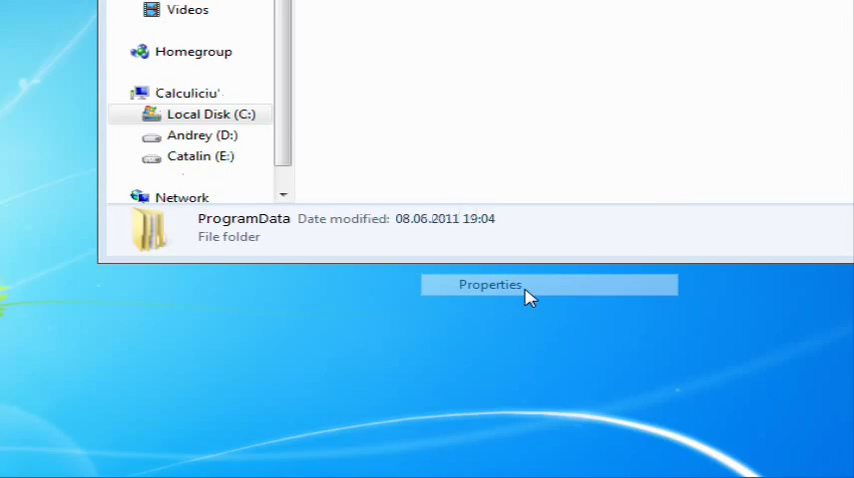 Videos
Homegroup
Calculiciu'
Local Disk (C:)
Andrey (D:)
Catalin (E:)
Network
ProgramData Date modified: 08.06.2011 19:04
File folder
Properties